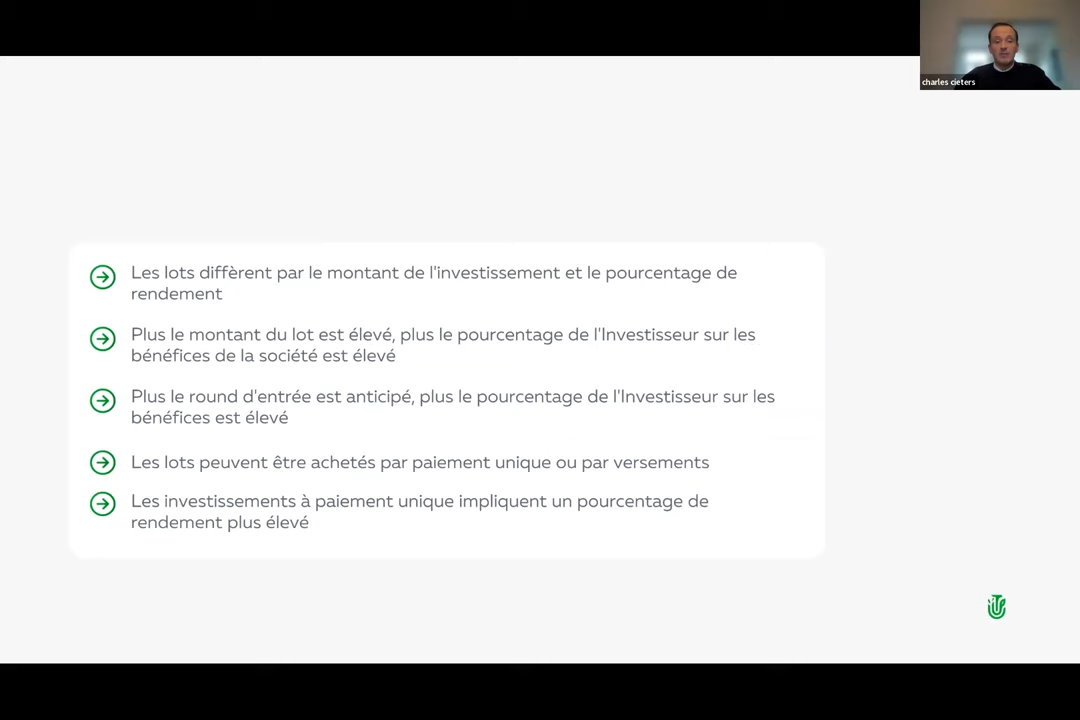 charles cieters
Les lots diffèrent par le montant de l'investissement et le pourcentage de
rendement
Plus le montant du lot est élevé, plus le pourcentage de l'Investisseur sur les
bénéfices de la société est élevé
Plus le round d'entrée est anticipé, plus le pourcentage de l'Investisseur sur les
bénéfices est élevé
Les lots peuvent être achetés par paiement unique ou par versements
Les investissements à paiement unique impliquent un pourcentage de
rendement plus élevé